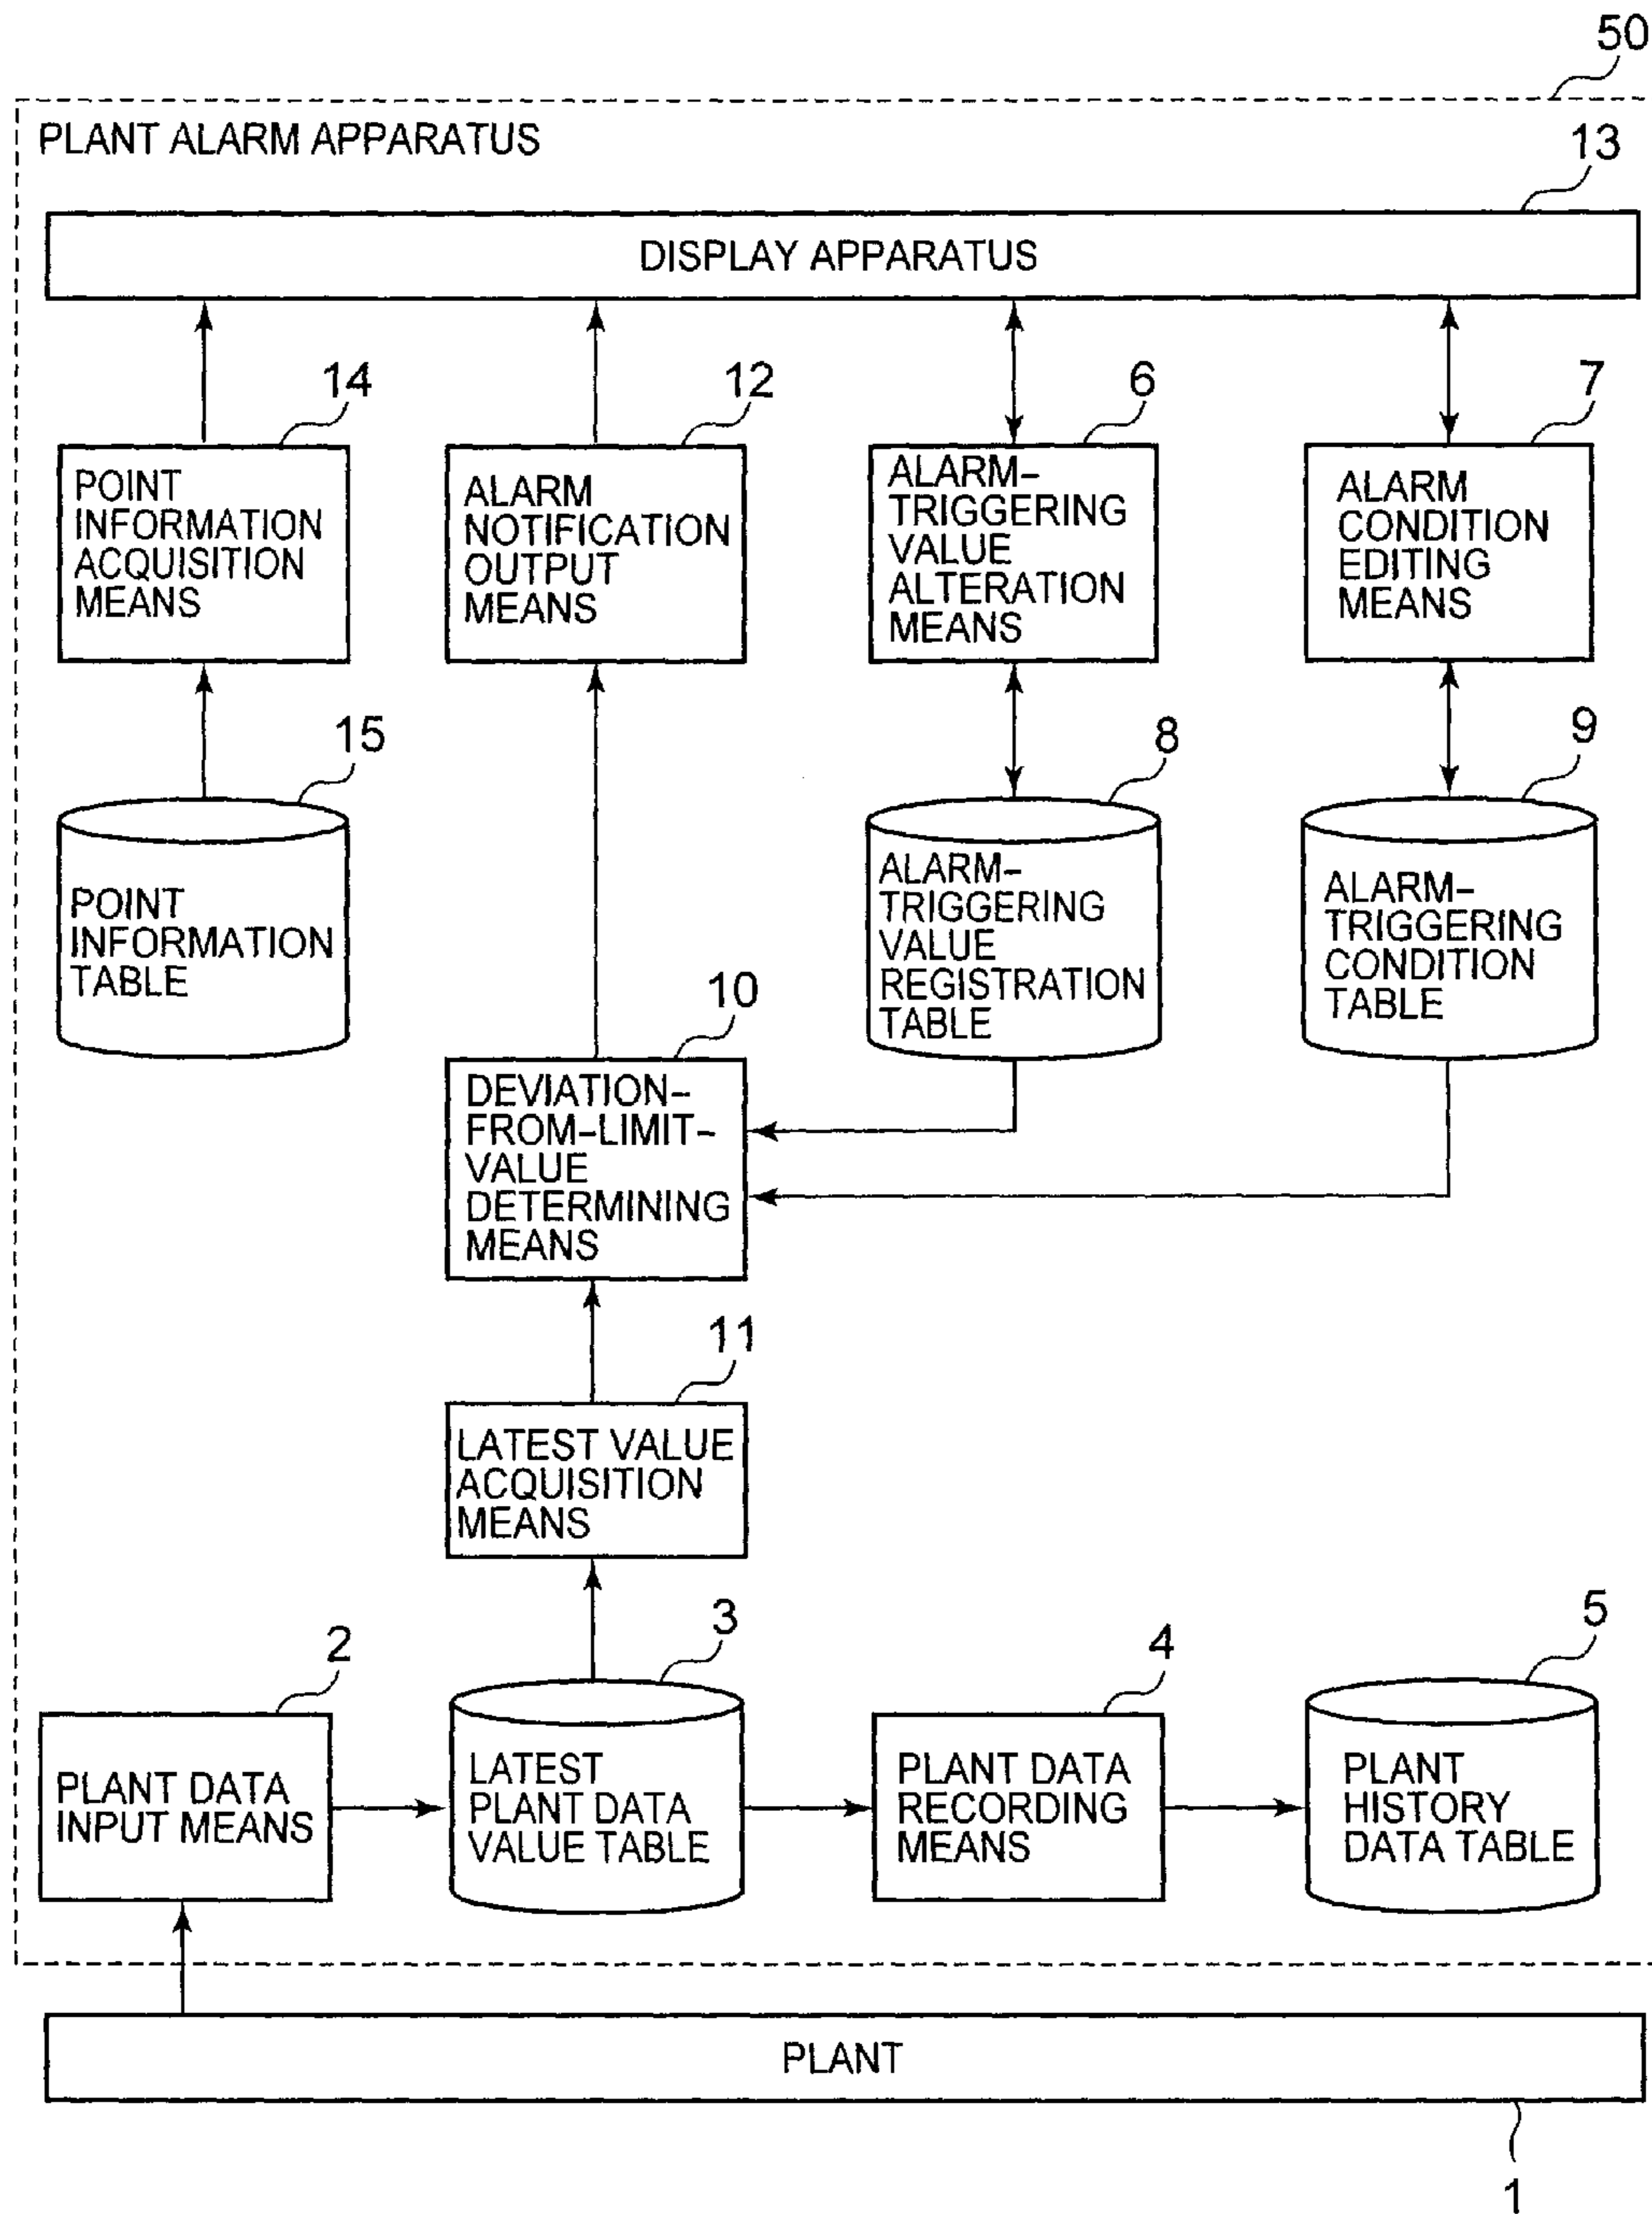 50
PLANT ALARM APPARATUS
13
DISPLAY APPARATUS
14
POINT
INFORMATION
ACQUISITION
MEANS
12
ALARM
NOTIFICATION
OUTPUT
MEANS
6
ALARM-
TRIGGERING
VALUE
ALTERATION
MEANS
7
ALARM
CONDITION
EDITING
MEANS
15
POINT
INFORMATION
TABLE
8
ALARM-
TRIGGERING
VALUE
REGISTRATION
TABLE
9
ALARM-
TRIGGERING
CONDITION
TABLE
10
DEVIATION-
FROM-LIMIT-
VALUE
DETERMINING
MEANS
11
LATEST VALUE
ACQUISITION
MEANS
2
PLANT DATA
INPUT MEANS
3
LATEST
PLANT DATA
VALUE TABLE
4
PLANT DATA
RECORDING
MEANS
5
PLANT
HISTORY
DATA TABLE
PLANT
1